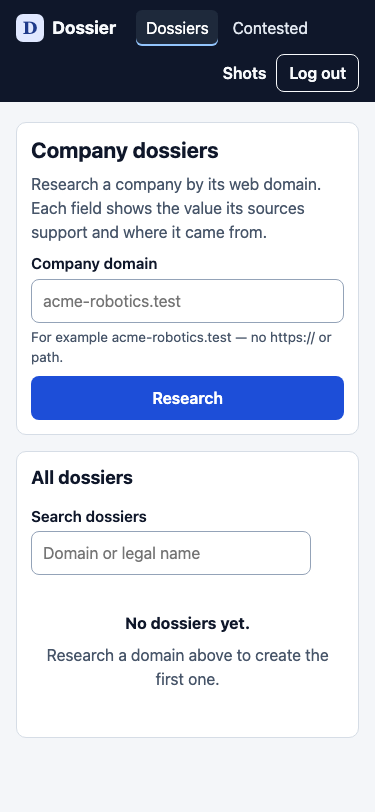 D Dossier Dossiers Contested
Shots Log out
Company dossiers
Research a company by its web domain.
Each field shows the value its sources
support and where it came from.
Company domain
acme-robotics.test
For example acme-robotics.test — no https:// or
path.
Research
All dossiers
Search dossiers
Domain or legal name
No dossiers yet.
Research a domain above to create the
first one.